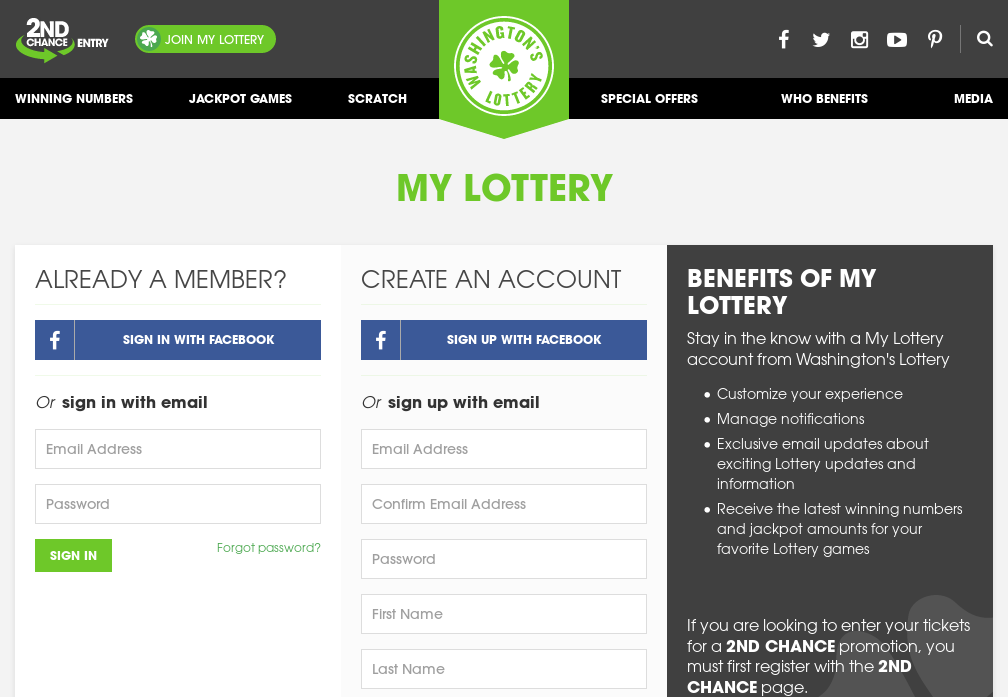 2ND CHANCE ENTRY
JOIN MY LOTTERY
WASHINGTON'S LOTTERY
WINNING NUMBERS
JACKPOT GAMES
SCRATCH
SPECIAL OFFERS
WHO BENEFITS
MEDIA
MY LOTTERY
ALREADY A MEMBER?
SIGN IN WITH FACEBOOK
Or sign in with email
Email Address
Password
SIGN IN
Forgot password?
CREATE AN ACCOUNT
SIGN UP WITH FACEBOOK
Or sign up with email
Email Address
Confirm Email Address
Password
First Name
Last Name
BENEFITS OF MY
LOTTERY
Stay in the know with a My Lottery
account from Washington's Lottery
• Customize your experience
• Manage notifications
• Exclusive email updates about
exciting Lottery updates and
information
• Receive the latest winning numbers
and jackpot amounts for your
favorite Lottery games
If you are looking to enter your tickets
for a 2ND CHANCE promotion, you
must first register with the 2ND
CHANCE page.